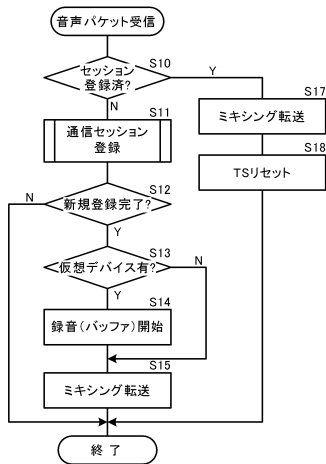 音声パケット受信
S10
セッション
登録済?
Y
N
S11
通信セッション
登録
S17
ミキシング転送
S18
TSリセット
S12
N
新規登録完了?
Y
S13
仮想デバイス有?
N
Y
S14
録音(バッファ)開始
S15
ミキシング転送
終了